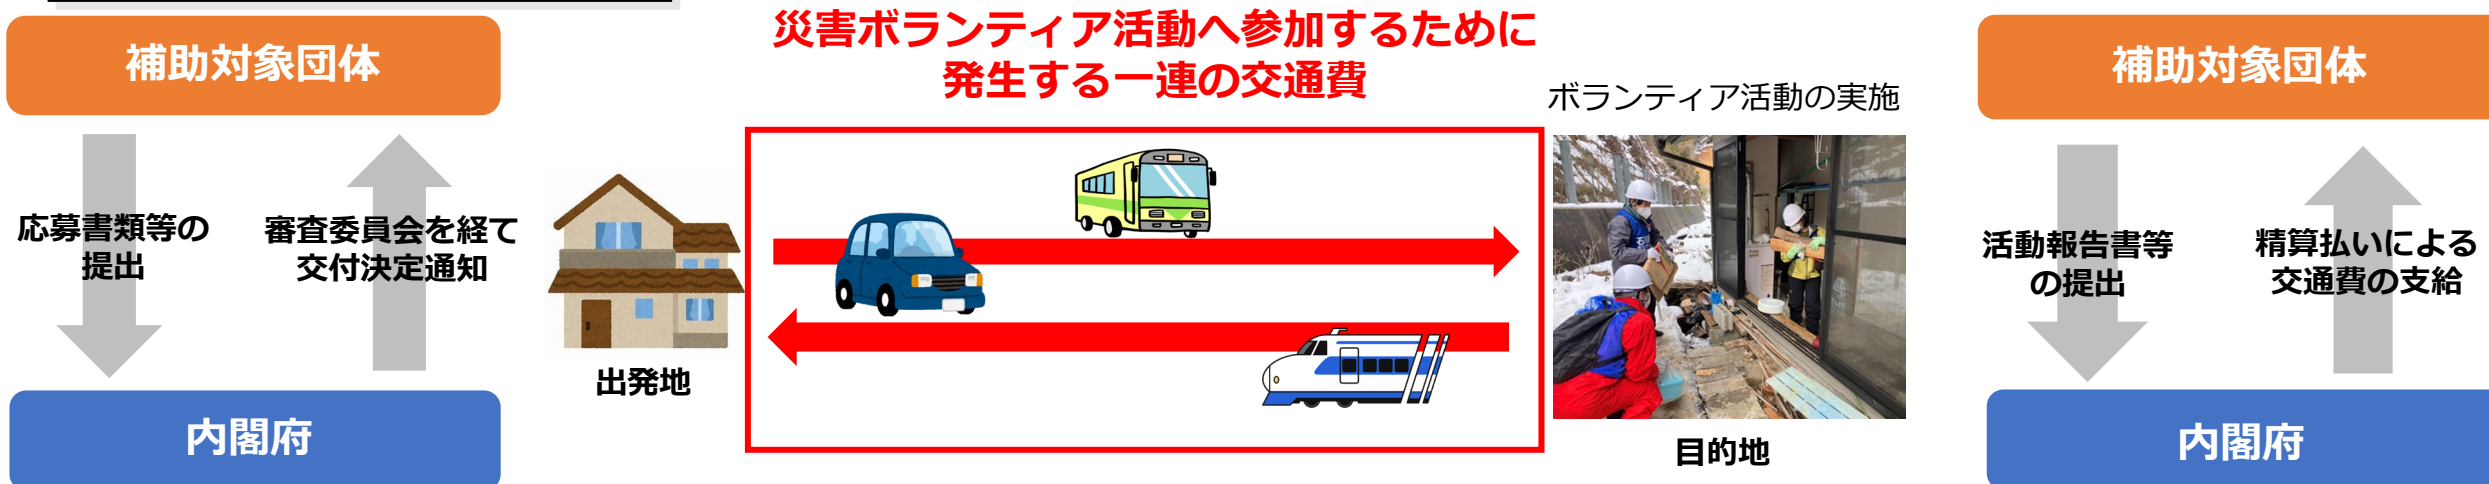 補助対象団体
応募書類等の
提出
審査委員会を経て
交付決定通知
内閣府
災害ボランティア活動へ参加するために
発生する一連の交通費
出発地
ボランティア活動の実施
目的地
補助対象団体
活動報告書等
の提出
精算払いによる
交通費の支給
内閣府